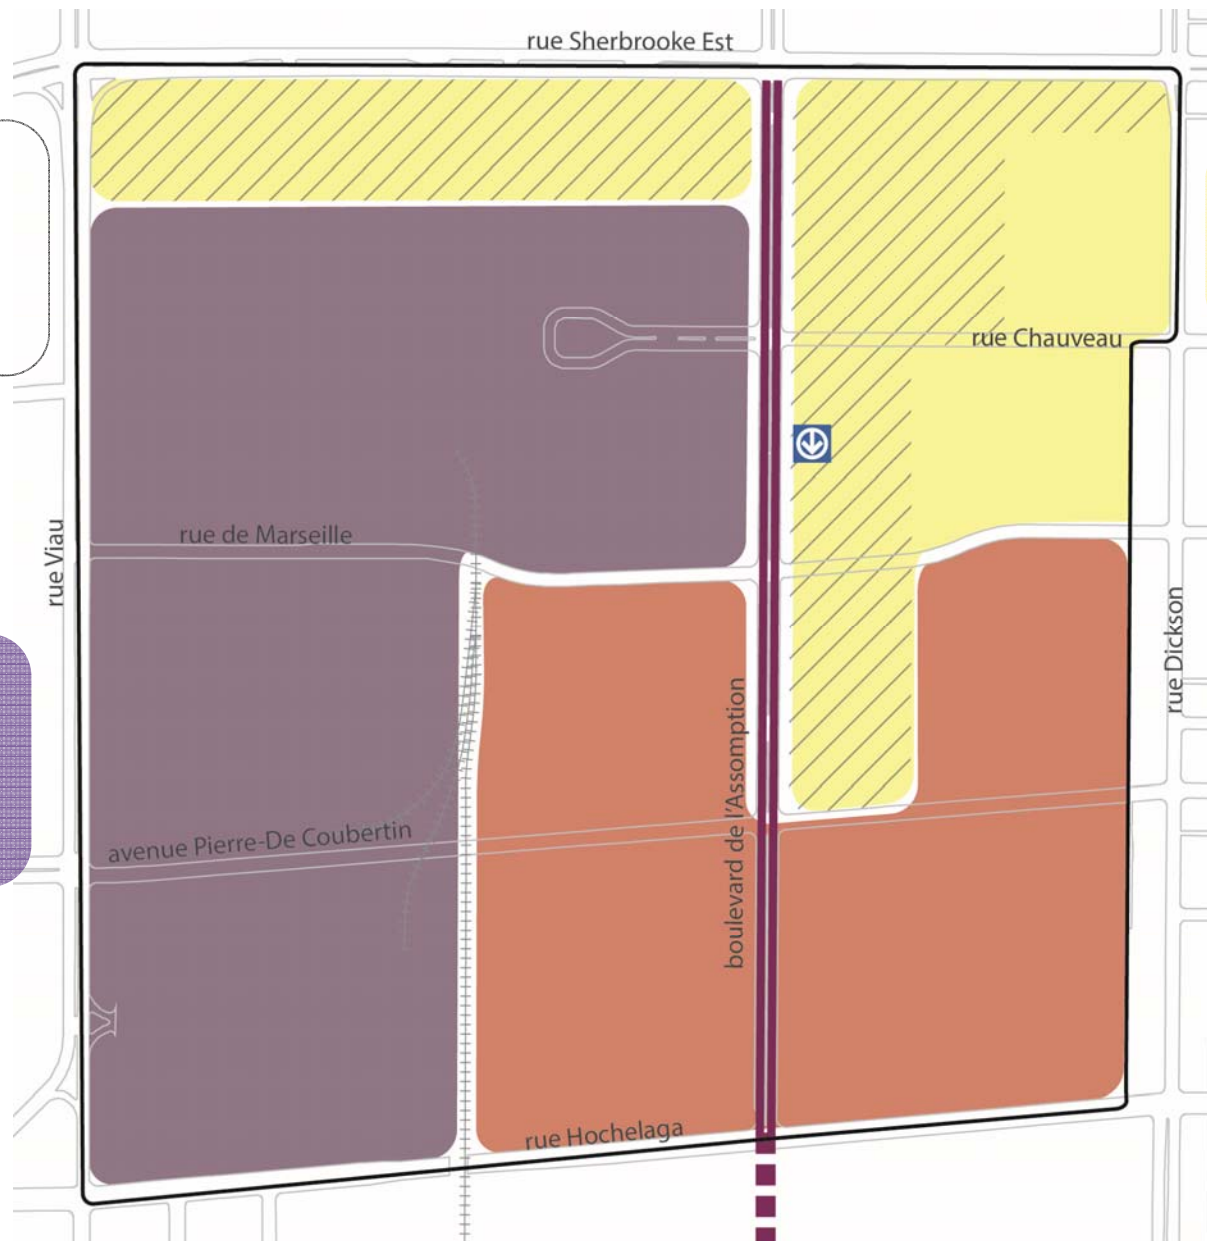 rue Sherbrooke Est
rue Chauveau
rue de Marseille
rue Viau
rue Dickson
boulevard de l'Assomption
avenue Pierre-De Coubertin
rue Hochelaga